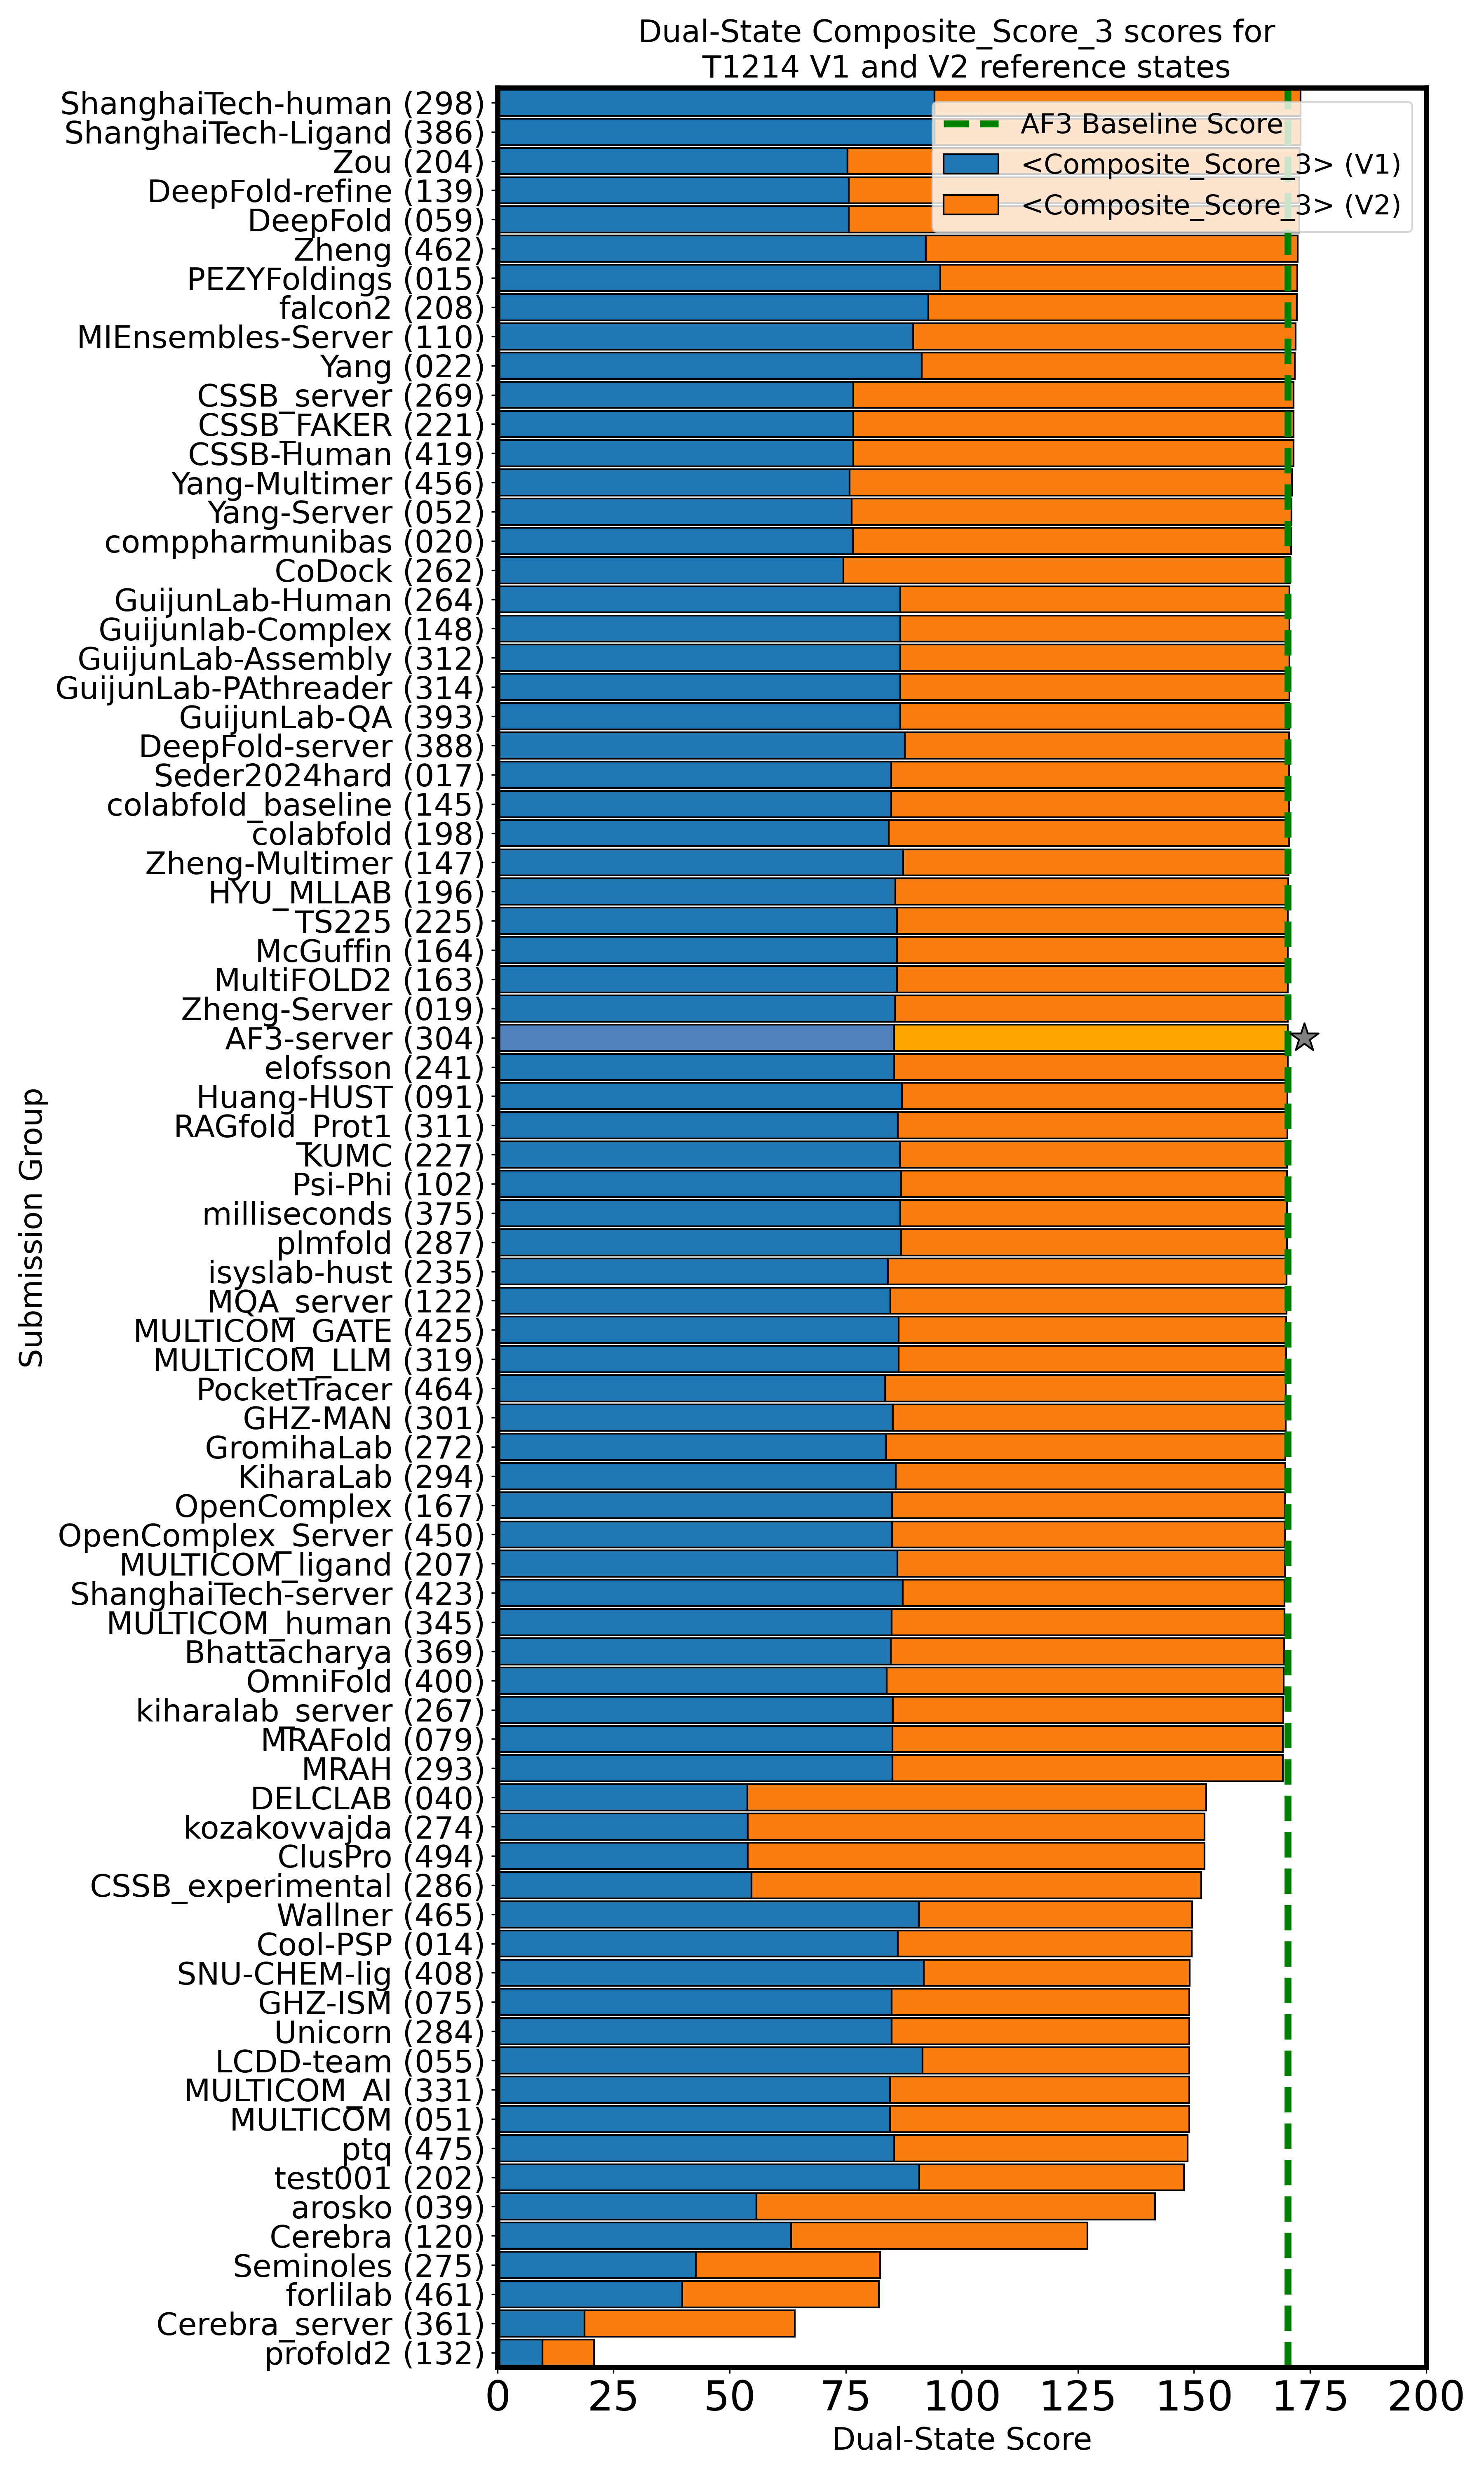 Dual-State Composite_Score_3 scores for
T1214 V1 and V2 reference states
AF3 Baseline Score
<Composite_Score_3> (V1)
<Composite_Score_3> (V2)
Submission Group
ShanghaiTech-human (298)
ShanghaiTech-Ligand (386)
Zou (204)
DeepFold-refine (139)
DeepFold (059)
Zheng (462)
PEZYFoldings (015)
falcon2 (208)
MIEnsembles-Server (110)
Yang (022)
CSSB_server (269)
CSSB_FAKER (221)
CSSB-Human (419)
Yang-Multimer (456)
Yang-Server (052)
comppharmunibas (020)
CoDock (262)
GuijunLab-Human (264)
Guijunlab-Complex (148)
GuijunLab-Assembly (312)
GuijunLab-PAthreader (314)
GuijunLab-QA (393)
DeepFold-server (388)
Seder2024hard (017)
colabfold_baseline (145)
colabfold (198)
Zheng-Multimer (147)
HYU_MLLAB (196)
TS225 (225)
McGuffin (164)
MultiFOLD2 (163)
Zheng-Server (019)
AF3-server (304)
elofsson (241)
Huang-HUST (091)
RAGfold_Prot1 (311)
KUMC (227)
Psi-Phi (102)
milliseconds (375)
plmfold (287)
isyslab-hust (235)
MQA_server (122)
MULTICOM_GATE (425)
MULTICOM_LLM (319)
PocketTracer (464)
GHZ-MAN (301)
GromihaLab (272)
KiharaLab (294)
OpenComplex (167)
OpenComplex_Server (450)
MULTICOM_ligand (207)
ShanghaiTech-server (423)
MULTICOM_human (345)
Bhattacharya (369)
OmniFold (400)
kiharalab_server (267)
MRAFold (079)
MRAH (293)
DELCLAB (040)
kozakovvajda (274)
ClusPro (494)
CSSB_experimental (286)
Wallner (465)
Cool-PSP (014)
SNU-CHEM-lig (408)
GHZ-ISM (075)
Unicorn (284)
LCDD-team (055)
MULTICOM_AI (331)
MULTICOM (051)
ptq (475)
test001 (202)
arosko (039)
Cerebra (120)
Seminoles (275)
forlilab (461)
Cerebra_server (361)
profold2 (132)
0 25 50 75 100 125 150 175 200
Dual-State Score